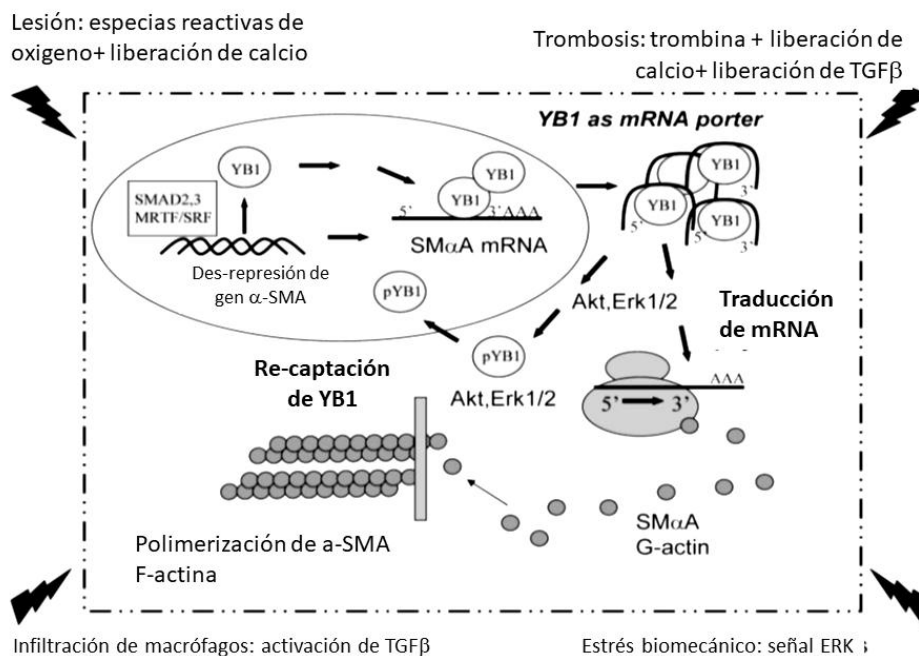 Lesión: especias reactivas de
oxigeno+ liberación de calcio
Trombosis: trombina + liberación de
calcio+ liberación de TGFβ
YB1 as mRNA porter
YB1
YB1
YB1
SMAD2,3
MRTF/SRF
YB1
YB1
YB1
5'
3'AAA
3'
5'
5'
3'
SMαA mRNA
Des-represión de
gen α-SMA
pYB1
Akt,Erk1/2
Traducción
de mRNA
Re-captación
de YB1
pYB1
Akt,Erk1/2
AAA
5' 3'
SMαA
G-actin
Polimerización de a-SMA
F-actina
Infiltración de macrófagos: activación de TGFβ
Estrés biomecánico: señal ERK